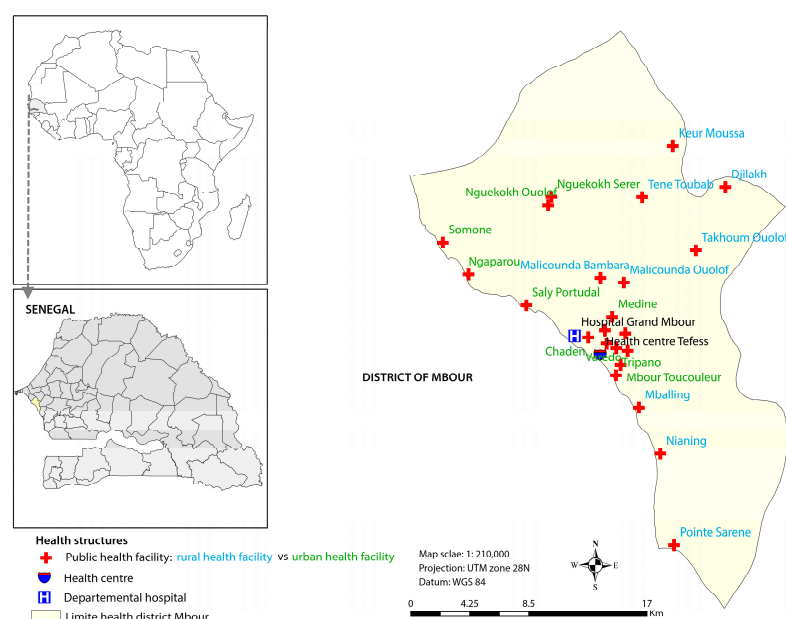 SENEGAL
Keur Moussa
Djilakh
Nguekokh Serer
Tene Toubab
Nguekokh Ouolof
Somone
Takhoum Ouolof
Ngaparou
Malicounda Bambara
Malicounda Ouolof
Saly Portudal
Medine
Hospital Grand Mbour
Health centre Tefess
Chaden
Tripano
DISTRICT OF MBOUR
Mbour Toucouleur
Mballing
Nianing
Pointe Sarene
Health structures
Public health facility: rural health facility vs urban health facility
Health centre
H Departemental hospital
Limite health district Mbour
Map sclae: 1: 210,000
Projection: UTM zone 28N
Datum: WGS 84
N
W E
S
0 4.25 8.5 17
Km
H